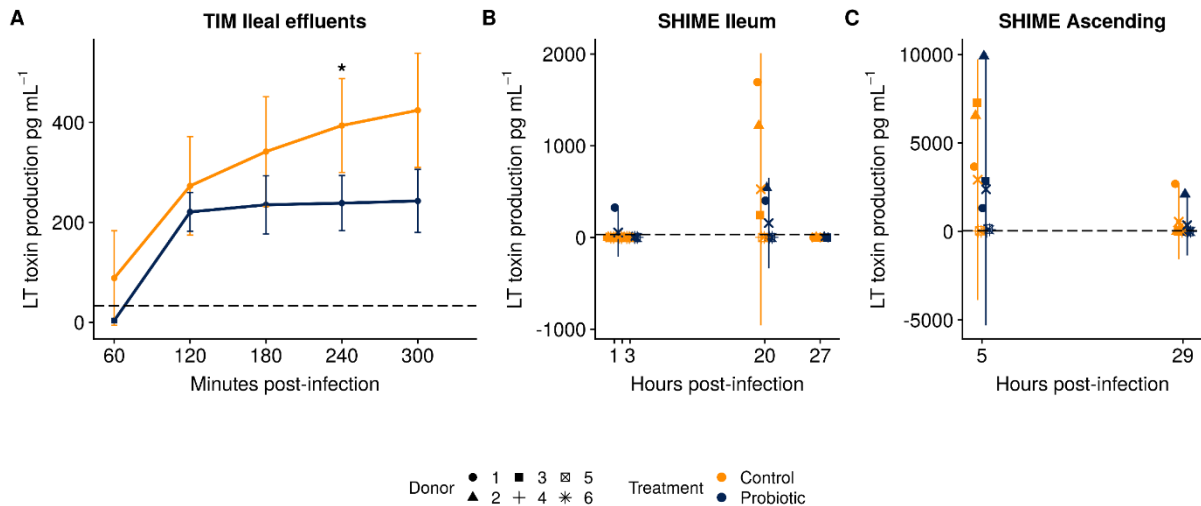 A TIM Ileal effluents
LT toxin production pg mL⁻¹
400
200
0
*
60 120 180 240 300
Minutes post-infection
B SHIME Ileum
LT toxin production pg mL⁻¹
2000
1000
0
-1000
1 3 20 27
Hours post-infection
C SHIME Ascending
LT toxin production pg mL⁻¹
10000
5000
0
-5000
5 29
Hours post-infection
Donor 1 3 5 Treatment Control
2 4 6 Probiotic